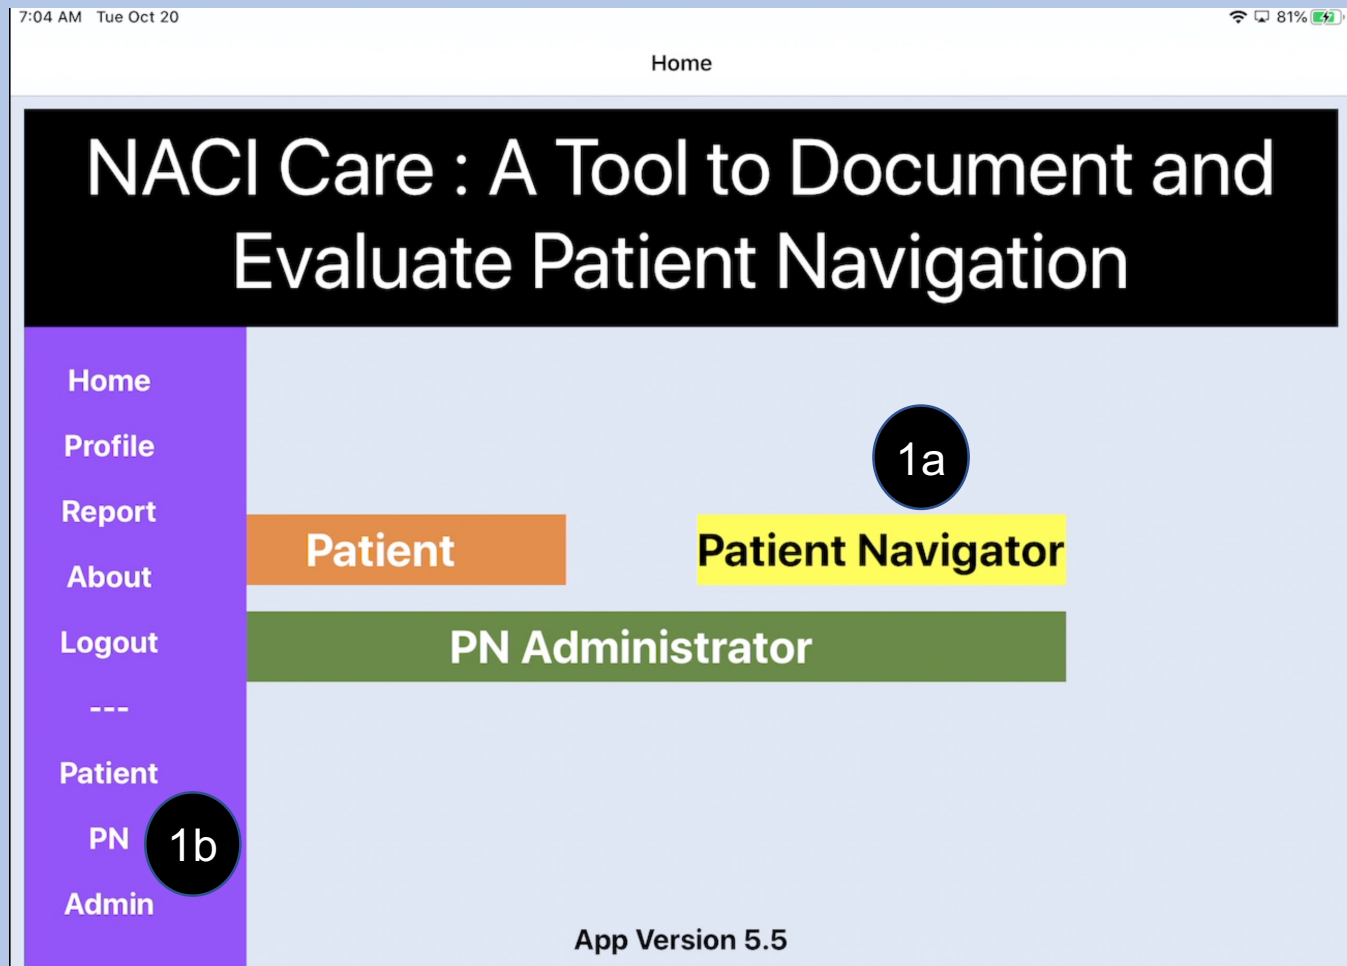 7:04 AM Tue Oct 20
81%
Home
NACI Care : A Tool to Document and
Evaluate Patient Navigation
Home
Profile
Report
About
Logout
---
Patient
PN
1b
Admin
1a
Patient
Patient Navigator
PN Administrator
App Version 5.5